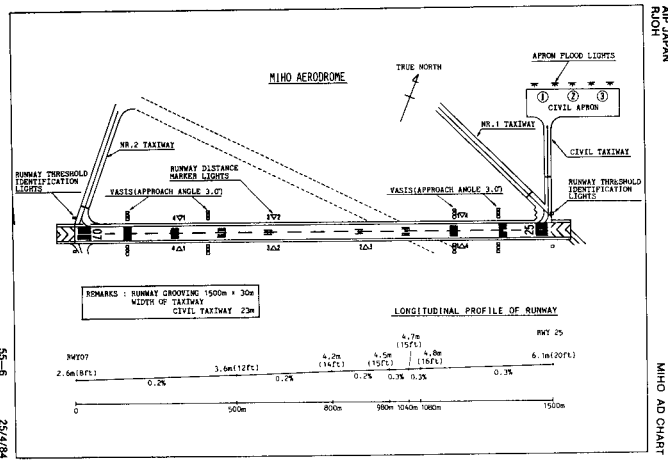 AIP JAPAN
RJOH
MIHO AD CHART
MIHO AERODROME
TRUE NORTH
APRON FLOOD LIGHTS
① ② ③
CIVIL APRON
NR.1 TAXIWAY
CIVIL TAXIWAY
NR.2 TAXIWAY
RUNWAY THRESHOLD
IDENTIFICATION
LIGHTS
RUNWAY DISTANCE
MARKER LIGHTS
VASIS(APPROACH ANGLE 3.0°)
VASIS(APPROACH ANGLE 3.0°)
RUNWAY THRESHOLD
IDENTIFICATION
LIGHTS
07
25
REMARKS : RUNWAY GROOVING 1500m × 30m
WIDTH OF TAXIWAY
CIVIL TAXIWAY 23m
LONGITUDINAL PROFILE OF RUNWAY
RWY07
RWY 25
2.6m(8ft)
3.6m(12ft)
4.2m
(14ft)
4.5m
(15ft)
4.7m
(15ft)
4.8m
(16ft)
6.1m(20ft)
0.2% 0.2% 0.2% 0.3% 0.3% 0.3%
0 500m 800m 980m 1040m 1080m 1500m
55-6
25/4/84